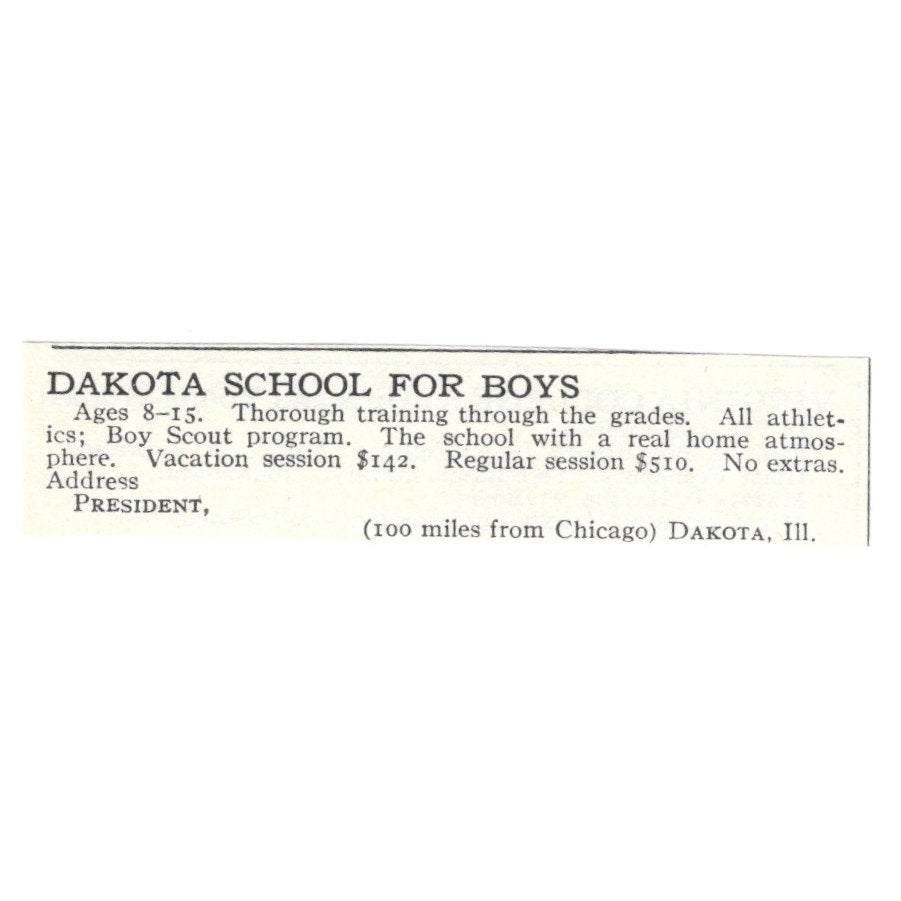 DAKOTA SCHOOL FOR BOYS
Ages 8–15. Thorough training through the grades. All athlet-
ics; Boy Scout program. The school with a real home atmos-
phere. Vacation session $142. Regular session $510. No extras.
Address
PRESIDENT,
(100 miles from Chicago) DAKOTA, Ill.